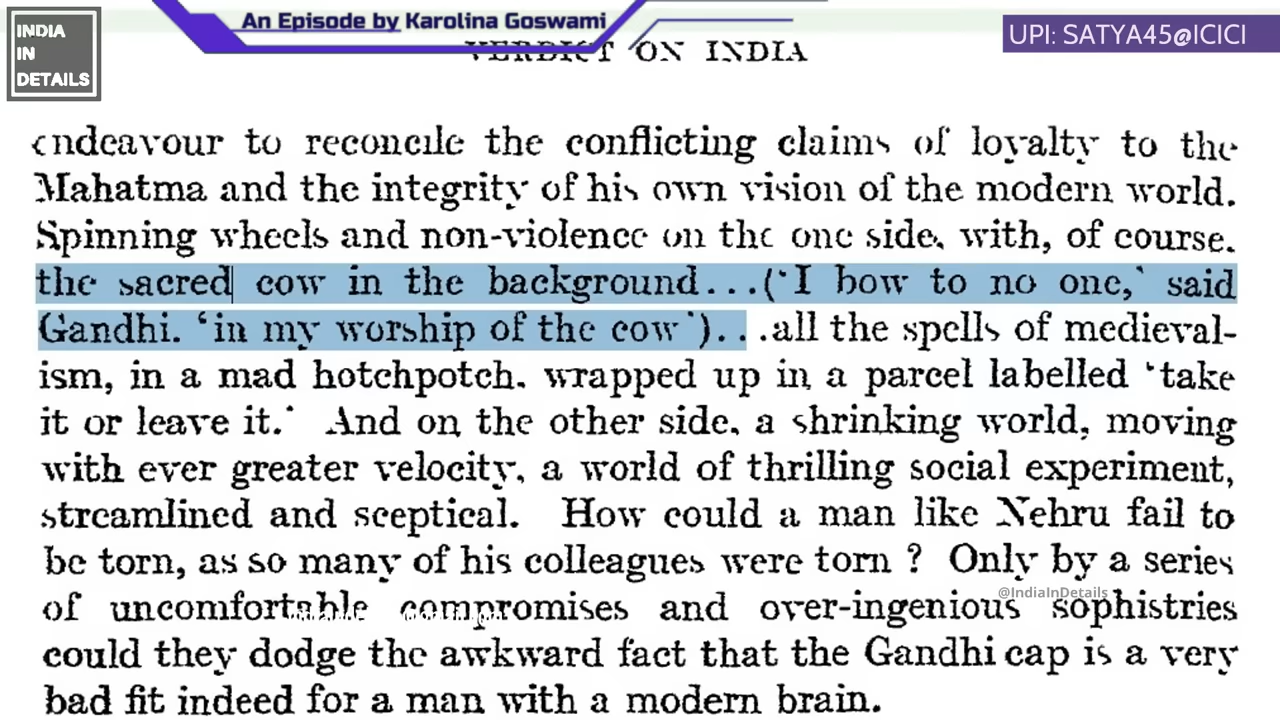 An Episode by Karolina Goswami
UPI: SATYA45@ICICI
INDIA
IN
DETAILS
VERDICT ON INDIA
endeavour to reconcile the conflicting claims of loyalty to the
Mahatma and the integrity of his own vision of the modern world.
Spinning wheels and non-violence on the one side, with, of course,
the sacred cow in the background...('I bow to no one,' said
Gandhi. 'in my worship of the cow')...all the spells of medieval-
ism, in a mad hotchpotch, wrapped up in a parcel labelled 'take
it or leave it.' And on the other side, a shrinking world, moving
with ever greater velocity, a world of thrilling social experiment,
streamlined and sceptical. How could a man like Nehru fail to
be torn, as so many of his colleagues were torn ? Only by a series
@IndiaInDetails
of uncomfortable compromises and over-ingenious sophistries
could they dodge the awkward fact that the Gandhi cap is a very
bad fit indeed for a man with a modern brain.